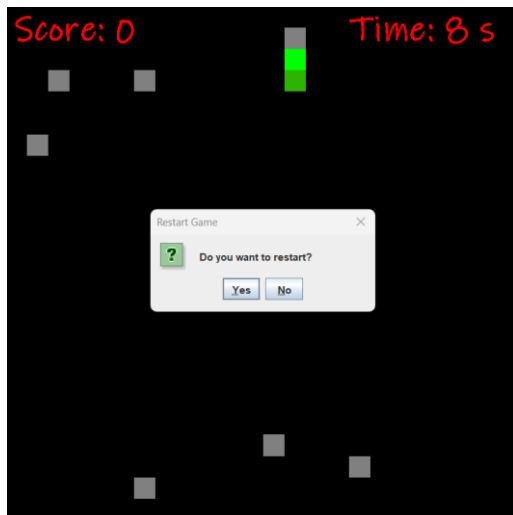 Score: 0 Time: 8 s
Restart Game
?
Do you want to restart?
Yes No